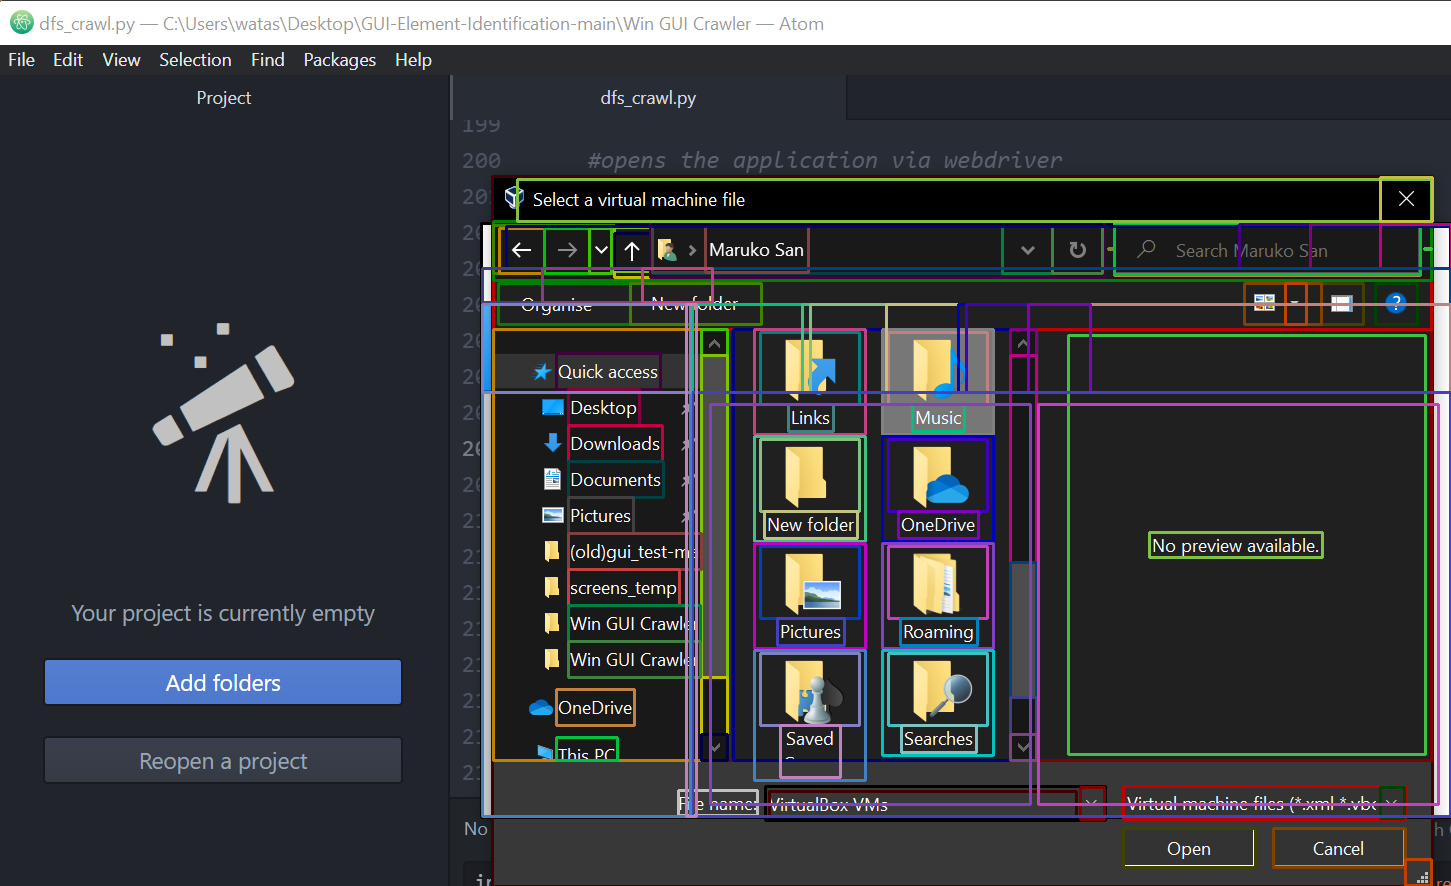 dfs_crawl.py — C:\Users\watas\Desktop\GUI-Element-Identification-main\Win GUI Crawler — Atom
File Edit View Selection Find Packages Help
Project
dfs_crawl.py
199
200 #opens the application via webdriver
Select a virtual machine file
Maruko San
Search Maruko San
Organise
New folder
Quick access
Desktop
Downloads
Documents
Pictures
(old)gui_test-ma
screens_temp
Win GUI Crawler
Win GUI Crawler
OneDrive
This PC
Links
Music
New folder
OneDrive
Pictures
Roaming
Saved
Searches
No preview available.
Your project is currently empty
Add folders
Reopen a project
File name:
VirtualBox VMs
Virtual machine files (*.xml *.vbo
No
Open
Cancel